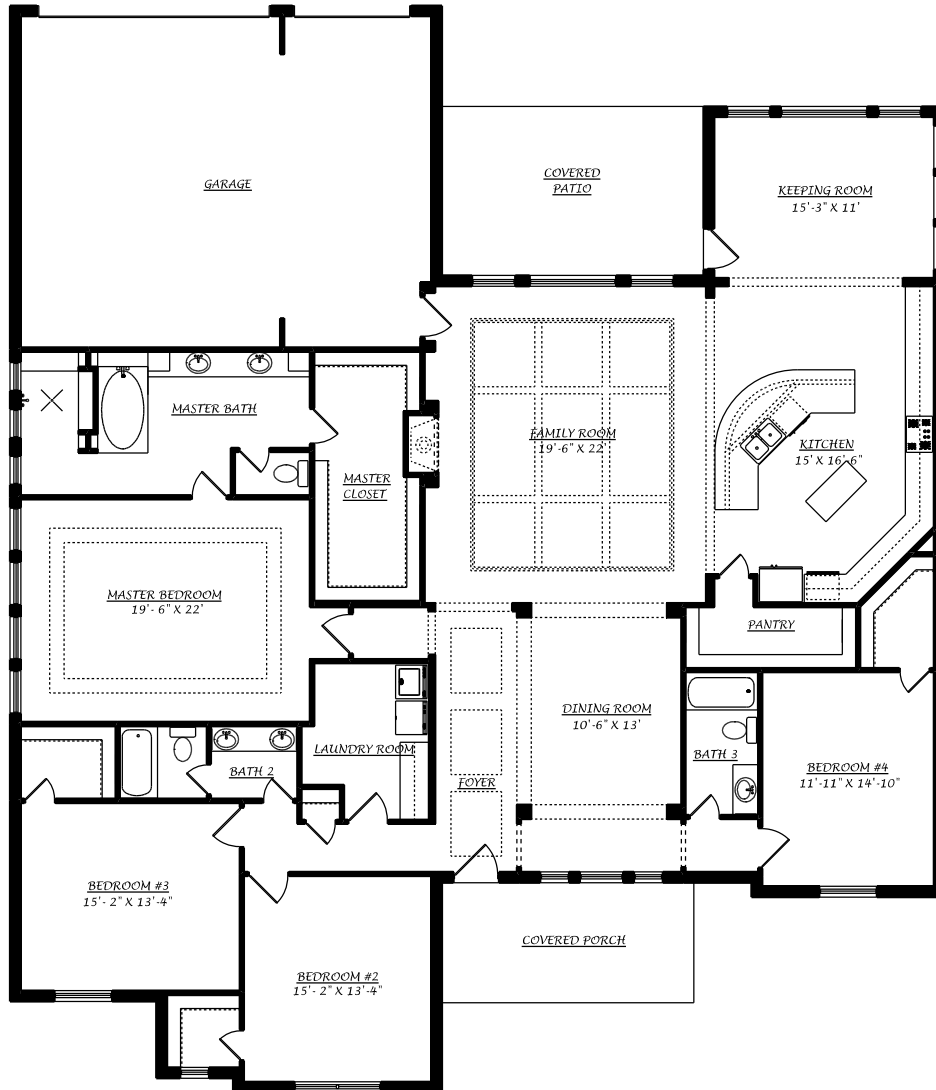 GARAGE
COVERED
PATIO
KEEPING ROOM
15'-3" X 11'
MASTER BATH
FAMILY ROOM
19'-6" X 22'
KITCHEN
15' X 16'-6"
MASTER
CLOSET
MASTER BEDROOM
19'- 6" X 22'
PANTRY
DINING ROOM
10'-6" X 13'
LAUNDRY ROOM
BATH 2
BATH 3
FOYER
BEDROOM #4
11'-11" X 14'-10"
BEDROOM #3
15'- 2" X 13'-4"
COVERED PORCH
BEDROOM #2
15'- 2" X 13'-4"